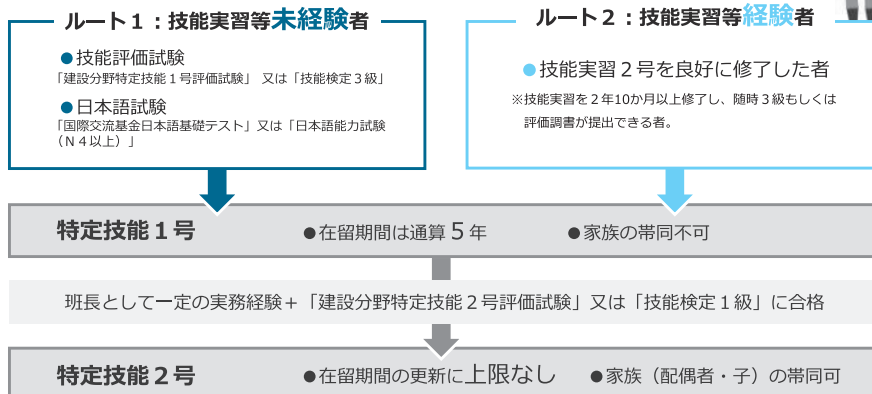 ルート1：技能実習等未経験者
●技能評価試験
「建設分野特定技能1号評価試験」 又は「技能検定3級」
●日本語試験
「国際交流基金日本語基礎テスト」又は「日本語能力試験
（N4以上）」
ルート2：技能実習等経験者
●技能実習2号を良好に修了した者
※技能実習を2年10か月以上修了し、随時3級もしくは
評価調書が提出できる者。
特定技能1号 ●在留期間は通算5年 ●家族の帯同不可
班長として一定の実務経験＋「建設分野特定技能2号評価試験」又は「技能検定1級」に合格
特定技能2号 ●在留期間の更新に上限なし ●家族（配偶者・子）の帯同可